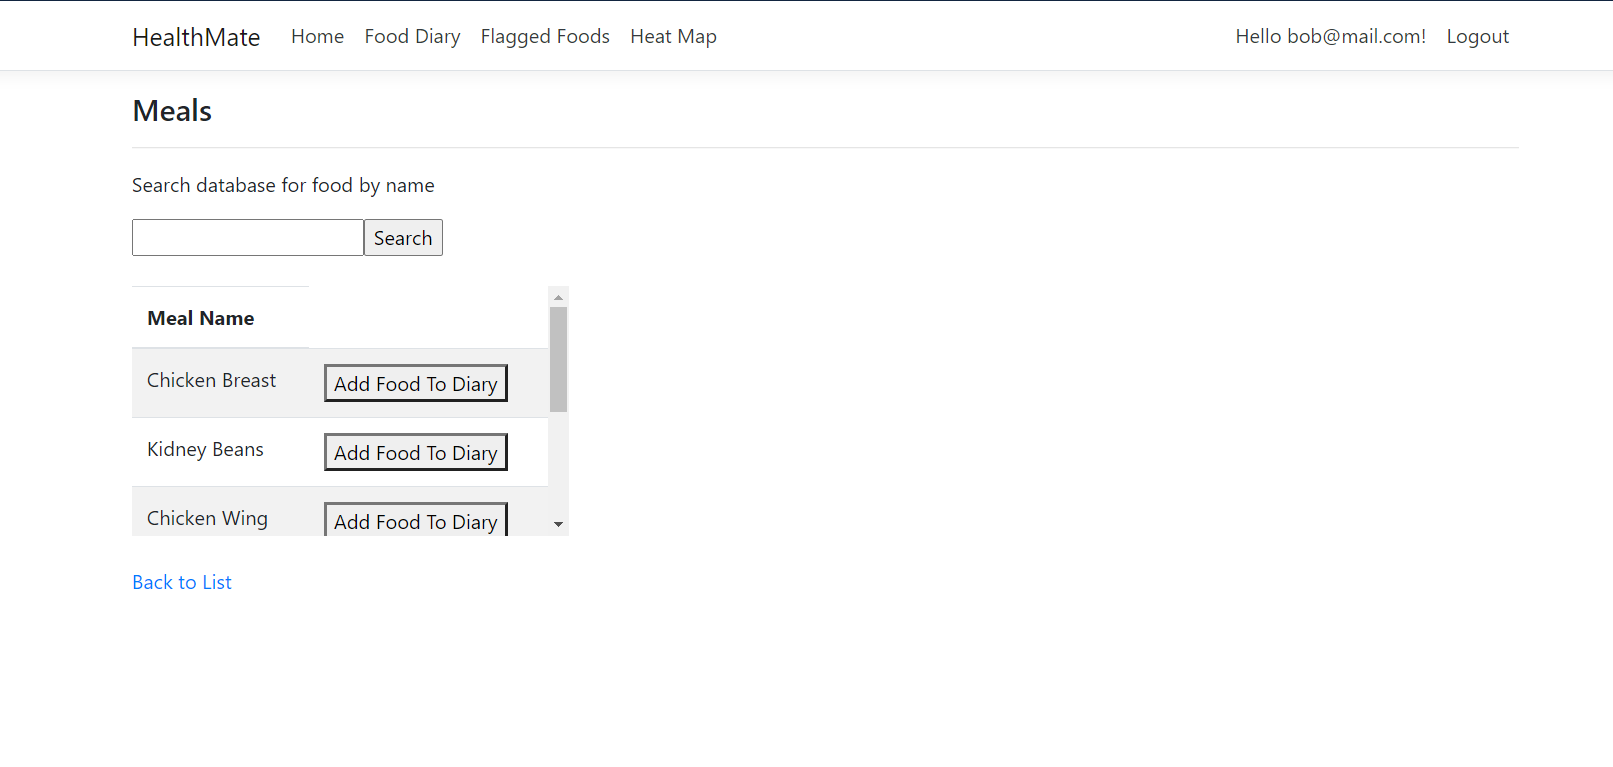 HealthMate Home Food Diary Flagged Foods Heat Map Hello bob@mail.com! Logout
Meals
Search database for food by name
Search
Meal Name
Chicken Breast Add Food To Diary
Kidney Beans Add Food To Diary
Chicken Wing Add Food To Diary
Back to List